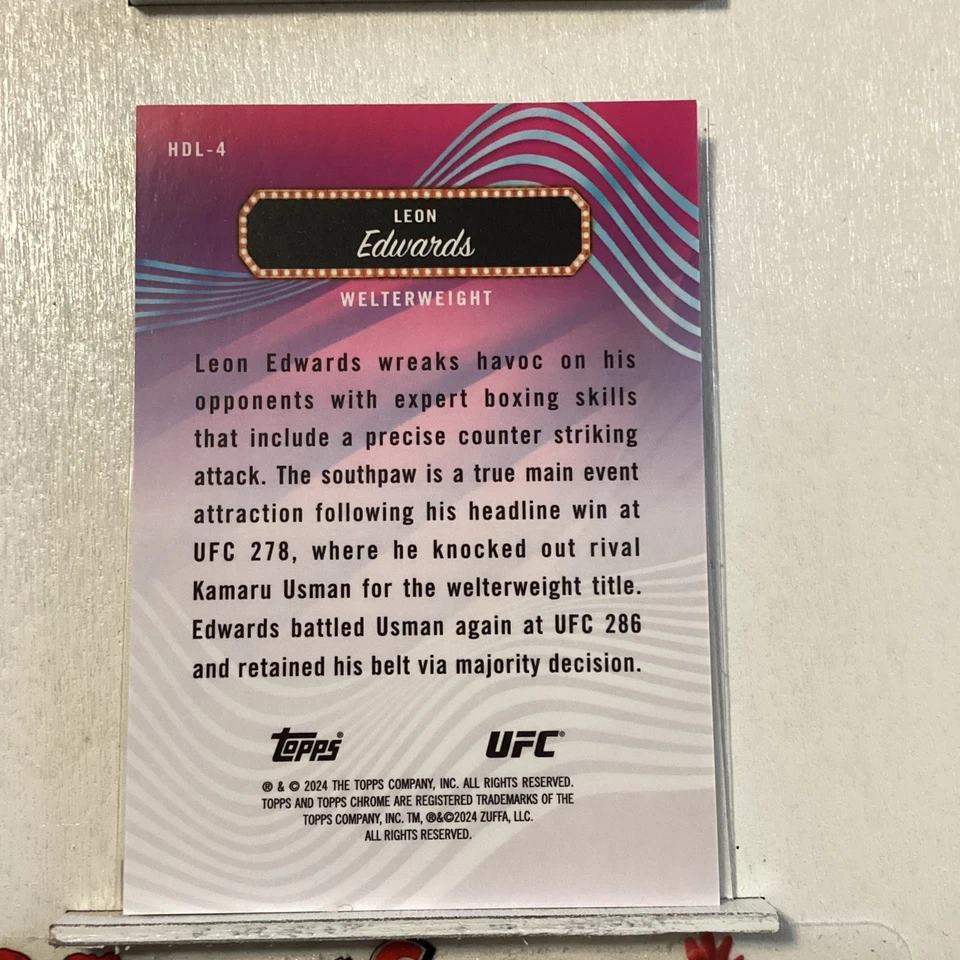 HDL-4
LEON
Edwards
WELTERWEIGHT
Leon Edwards wreaks havoc on his
opponents with expert boxing skills
that include a precise counter striking
attack. The southpaw is a true main event
attraction following his headline win at
UFC 278, where he knocked out rival
Kamaru Usman for the welterweight title.
Edwards battled Usman again at UFC 286
and retained his belt via majority decision.
Topps® UFC®
® & © 2024 THE TOPPS COMPANY, INC. ALL RIGHTS RESERVED.
TOPPS AND TOPPS CHROME ARE REGISTERED TRADEMARKS OF THE
TOPPS COMPANY, INC. TM, ®&©2024 ZUFFA, LLC.
ALL RIGHTS RESERVED.